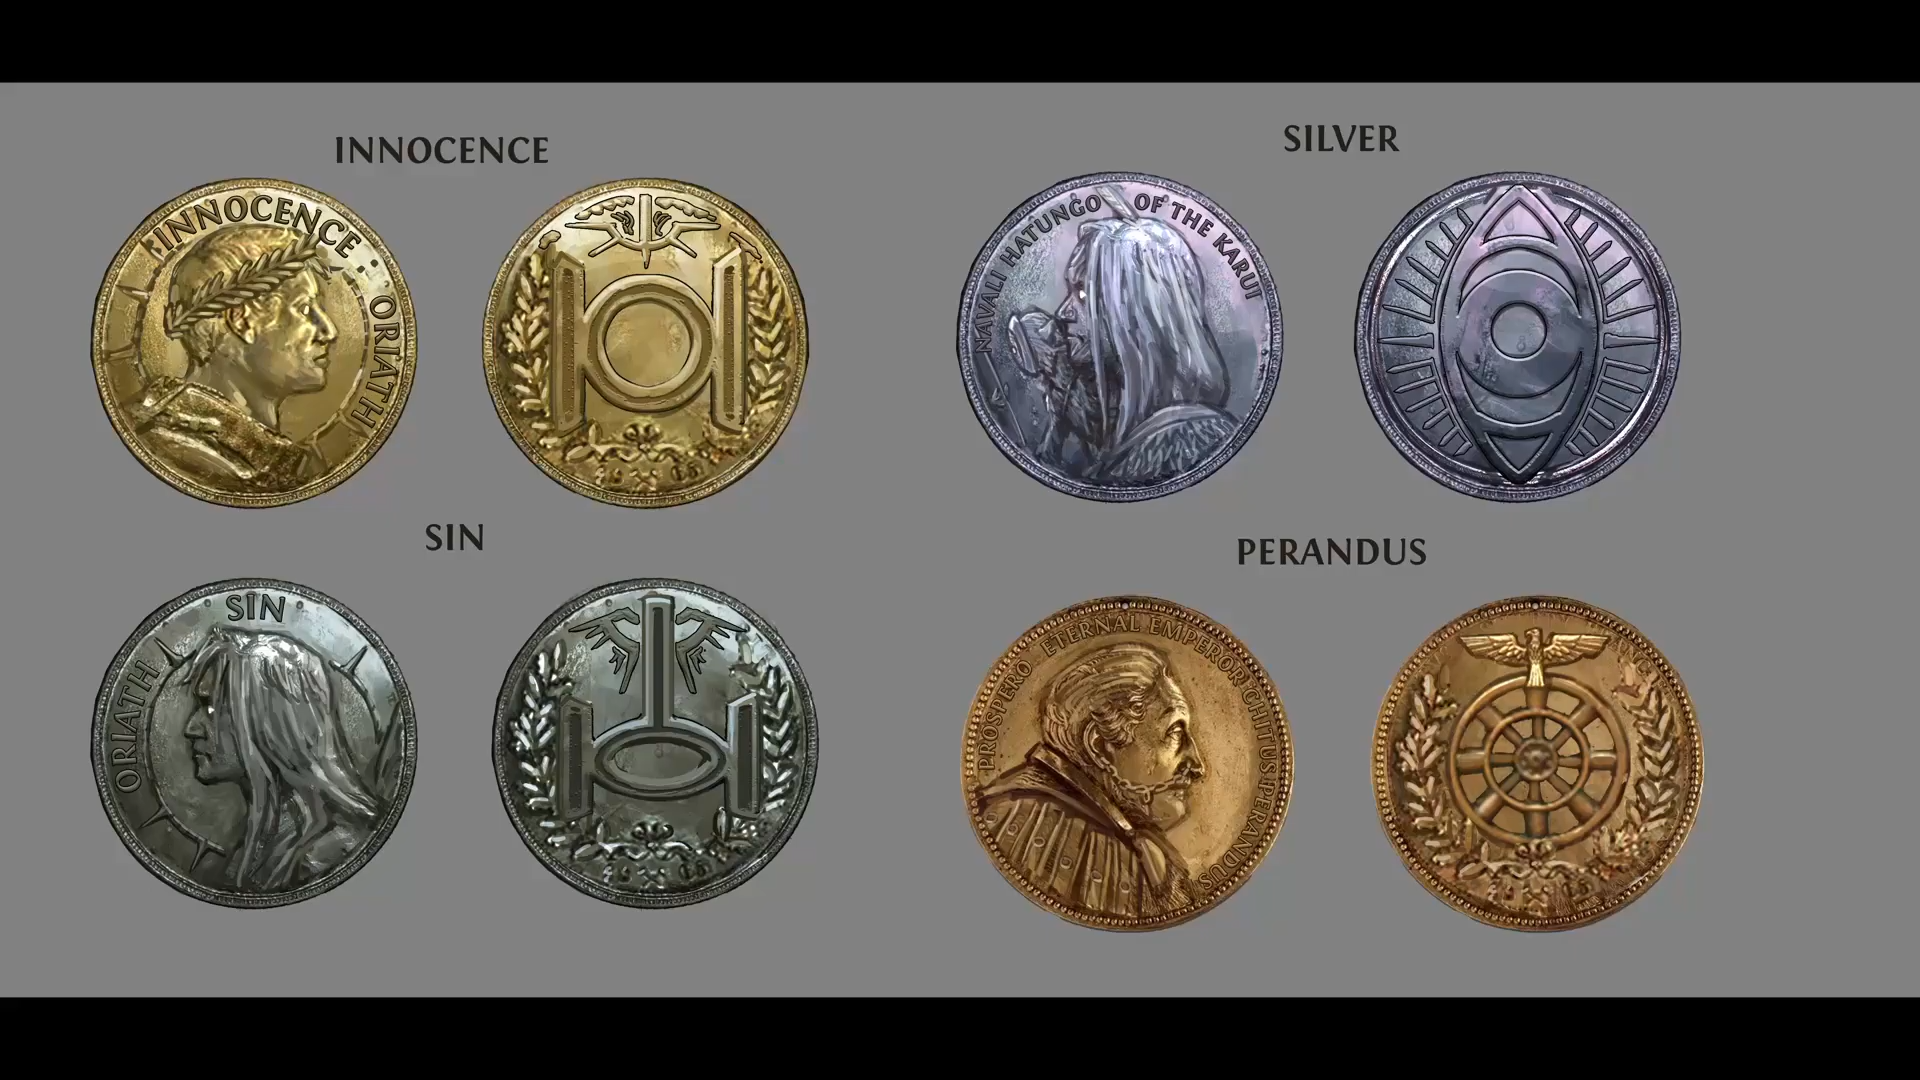 INNOCENCE
INNOCENCE
ORIATH
SILVER
NAVALI HATUNGO OF THE KARUI
SIN
SIN
ORIATH
PERANDUS
PROSPERO ETERNAL EMPEROR CHITUS PERANDUS